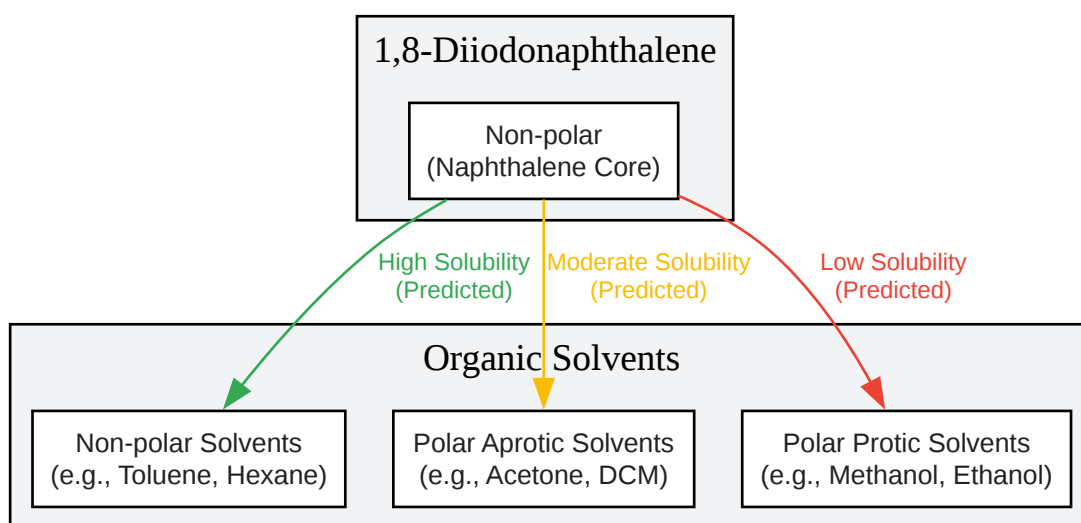 1,8-Diiodonaphthalene
Non-polar
(Naphthalene Core)
High Solubility
(Predicted)
Moderate Solubility
(Predicted)
Low Solubility
(Predicted)
Organic Solvents
Non-polar Solvents
(e.g., Toluene, Hexane)
Polar Aprotic Solvents
(e.g., Acetone, DCM)
Polar Protic Solvents
(e.g., Methanol, Ethanol)